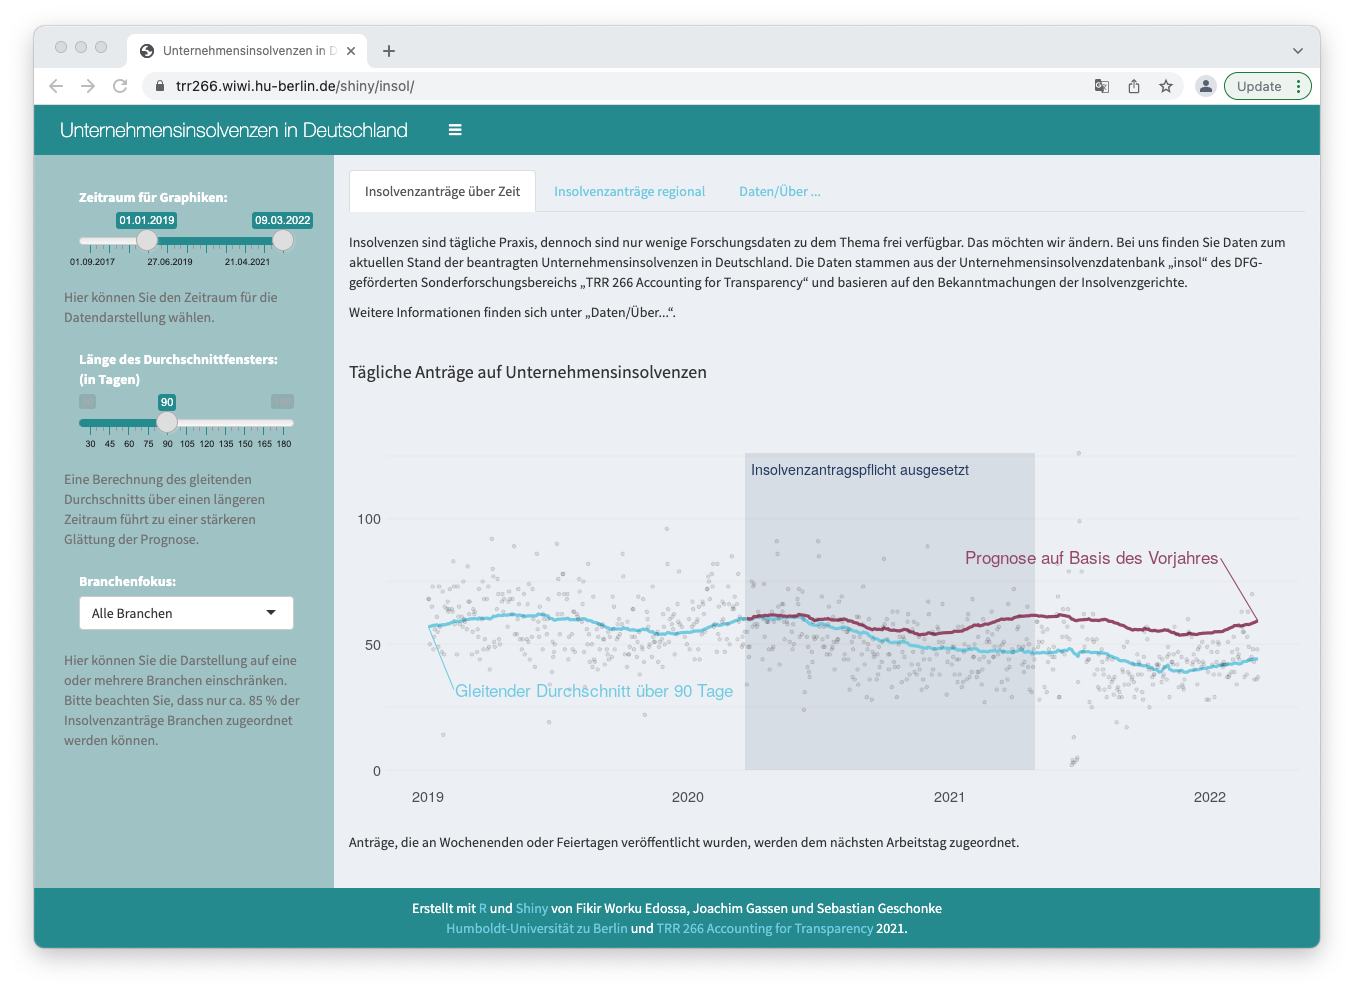 Unternehmensinsolvenzen in D
trr266.wiwi.hu-berlin.de/shiny/insol/
Update
Unternehmensinsolvenzen in Deutschland
Zeitraum für Graphiken:
01.01.2019 09.03.2022
01.09.2017 27.06.2019 21.04.2021
Hier können Sie den Zeitraum für die
Datendarstellung wählen.
Länge des Durchschnittfensters:
(in Tagen)
90
30 45 60 75 90 105 120 135 150 165 180
Eine Berechnung des gleitenden
Durchschnitts über einen längeren
Zeitraum führt zu einer stärkeren
Glättung der Prognose.
Branchenfokus:
Alle Branchen
Hier können Sie die Darstellung auf eine
oder mehrere Branchen einschränken.
Bitte beachten Sie, dass nur ca. 85 % der
Insolvenzanträge Branchen zugeordnet
werden können.
Insolvenzanträge über Zeit Insolvenzanträge regional Daten/Über ...
Insolvenzen sind tägliche Praxis, dennoch sind nur wenige Forschungsdaten zu dem Thema frei verfügbar. Das möchten wir ändern. Bei uns finden Sie Daten zum
aktuellen Stand der beantragten Unternehmensinsolvenzen in Deutschland. Die Daten stammen aus der Unternehmensinsolvenzdatenbank „insol“ des DFG-
geförderten Sonderforschungsbereichs „TRR 266 Accounting for Transparency“ und basieren auf den Bekanntmachungen der Insolvenzgerichte.
Weitere Informationen finden sich unter „Daten/Über...“.
Tägliche Anträge auf Unternehmensinsolvenzen
Insolvenzantragspflicht ausgesetzt
100
Prognose auf Basis des Vorjahres
50
Gleitender Durchschnitt über 90 Tage
0
2019 2020 2021 2022
Anträge, die an Wochenenden oder Feiertagen veröffentlicht wurden, werden dem nächsten Arbeitstag zugeordnet.
Erstellt mit R und Shiny von Fikir Worku Edossa, Joachim Gassen und Sebastian Geschonke
Humboldt-Universität zu Berlin und TRR 266 Accounting for Transparency 2021.